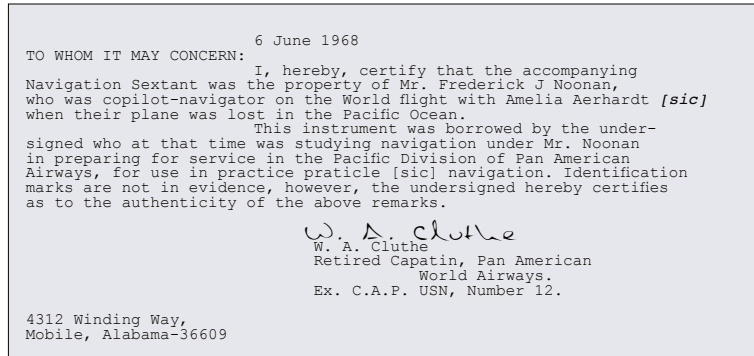 6 June 1968
TO WHOM IT MAY CONCERN:
I, hereby, certify that the accompanying
Navigation Sextant was the property of Mr. Frederick J Noonan,
who was copilot-navigator on the World flight with Amelia Aerhardt [sic]
when their plane was lost in the Pacific Ocean.
This instrument was borrowed by the under-
signed who at that time was studying navigation under Mr. Noonan
in preparing for service in the Pacific Division of Pan American
Airways, for use in practice praticle [sic] navigation. Identification
marks are not in evidence, however, the undersigned hereby certifies
as to the authenticity of the above remarks.
W. A. Cluthe
W. A. Cluthe
Retired Capatin, Pan American
World Airways.
Ex. C.A.P. USN, Number 12.
4312 Winding Way,
Mobile, Alabama-36609